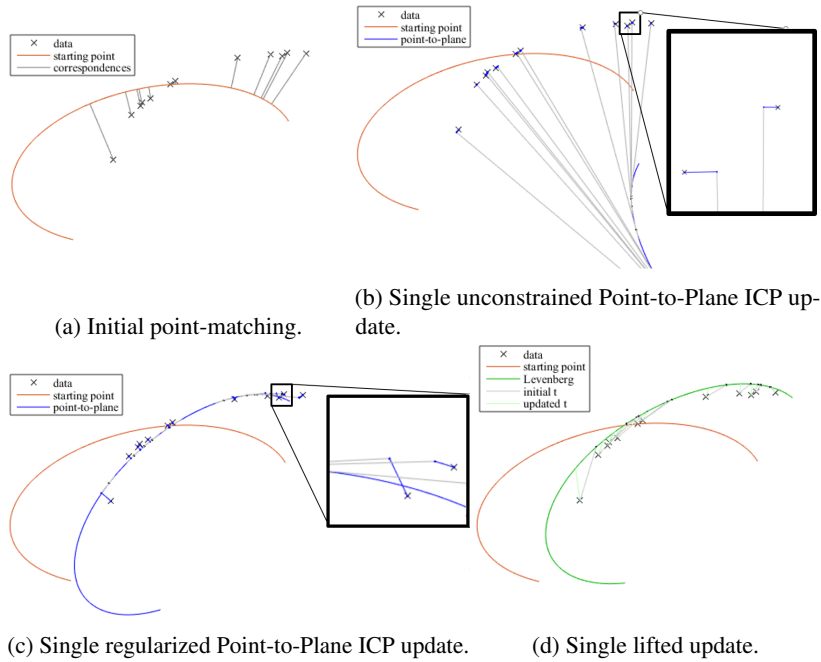 data
starting point
correspondences
data
starting point
point-to-plane
(a) Initial point-matching.
(b) Single unconstrained Point-to-Plane ICP up-
date.
data
starting point
point-to-plane
data
starting point
Levenberg
initial t
updated t
(c) Single regularized Point-to-Plane ICP update.
(d) Single lifted update.